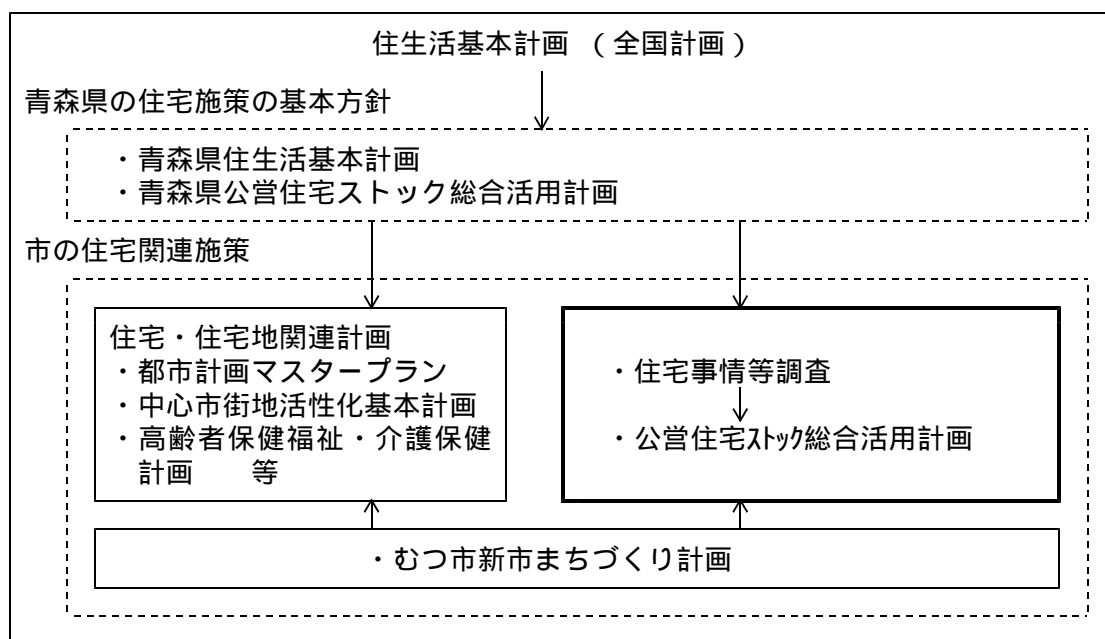 住生活基本計画 （全国計画）
青森県の住宅施策の基本方針
・青森県住生活基本計画
・青森県公営住宅ストック総合活用計画
市の住宅関連施策
住宅・住宅地関連計画
・都市計画マスタープラン
・中心市街地活性化基本計画
・高齢者保健福祉・介護保健
計画　　等
・住宅事情等調査
・公営住宅ｽﾄｯｸ総合活用計画
・むつ市新市まちづくり計画